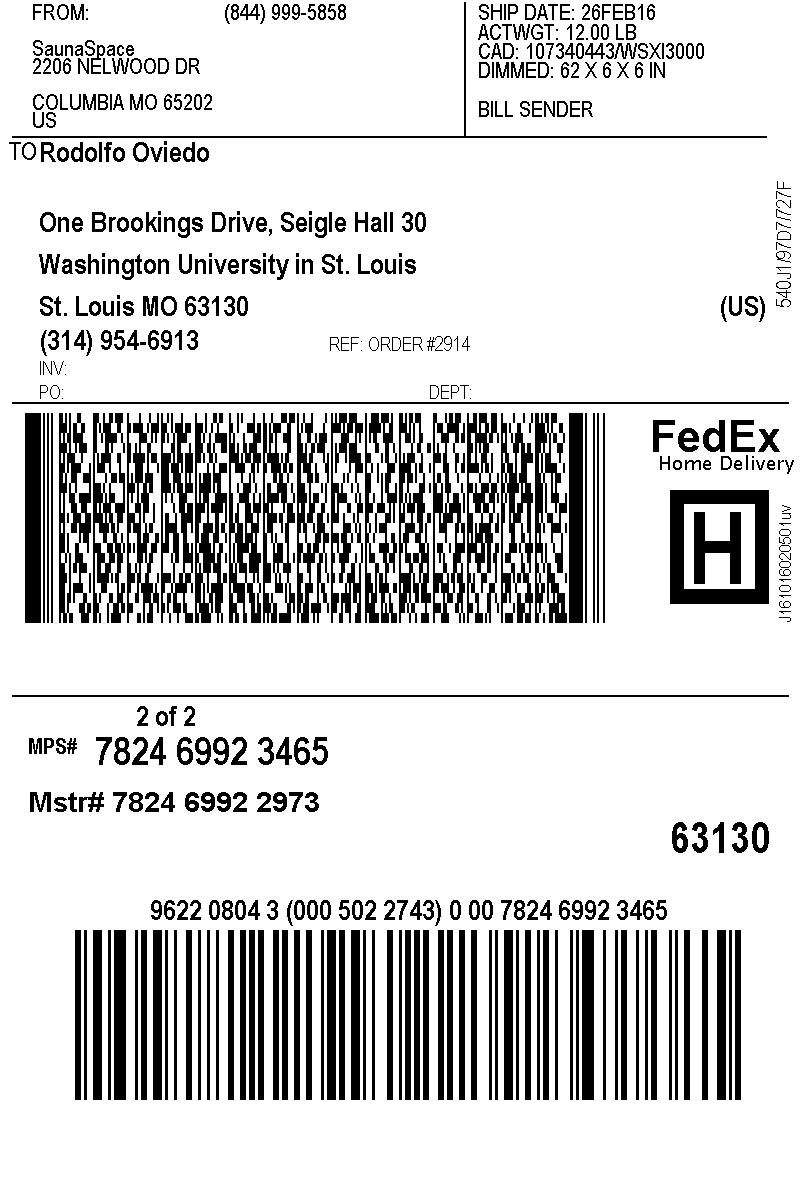 FROM: (844) 999-5858
SaunaSpace
2206 NELWOOD DR
COLUMBIA MO 65202
US
SHIP DATE: 26FEB16
ACTWGT: 12.00 LB
CAD: 107340443/WSXI3000
DIMMED: 62 X 6 X 6 IN
BILL SENDER
TO Rodolfo Oviedo
One Brookings Drive, Seigle Hall 30
Washington University in St. Louis
St. Louis MO 63130 (US)
(314) 954-6913 REF: ORDER #2914
INV:
PO: DEPT:
540J1/97D7/727F
FedEx
Home Delivery
H
J161016020501uv
2 of 2
MPS# 7824 6992 3465
Mstr# 7824 6992 2973
63130
9622 0804 3 (000 502 2743) 0 00 7824 6992 3465